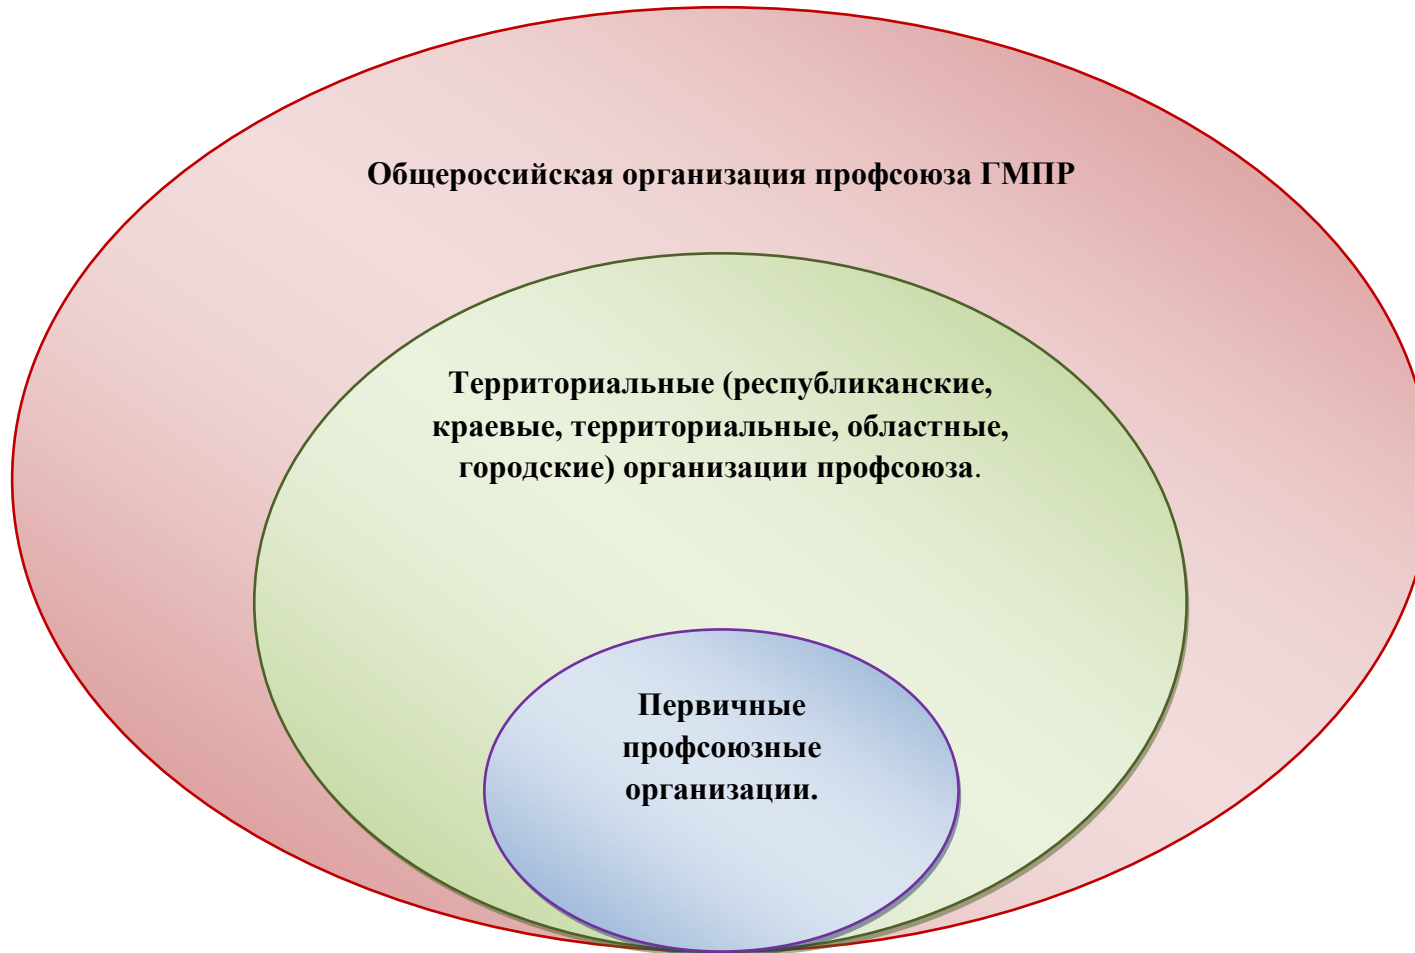 Общероссийская организация профсоюза ГМПР
Территориальные (республиканские,
краевые, территориальные, областные,
городские) организации профсоюза.
Первичные
профсоюзные
организации.